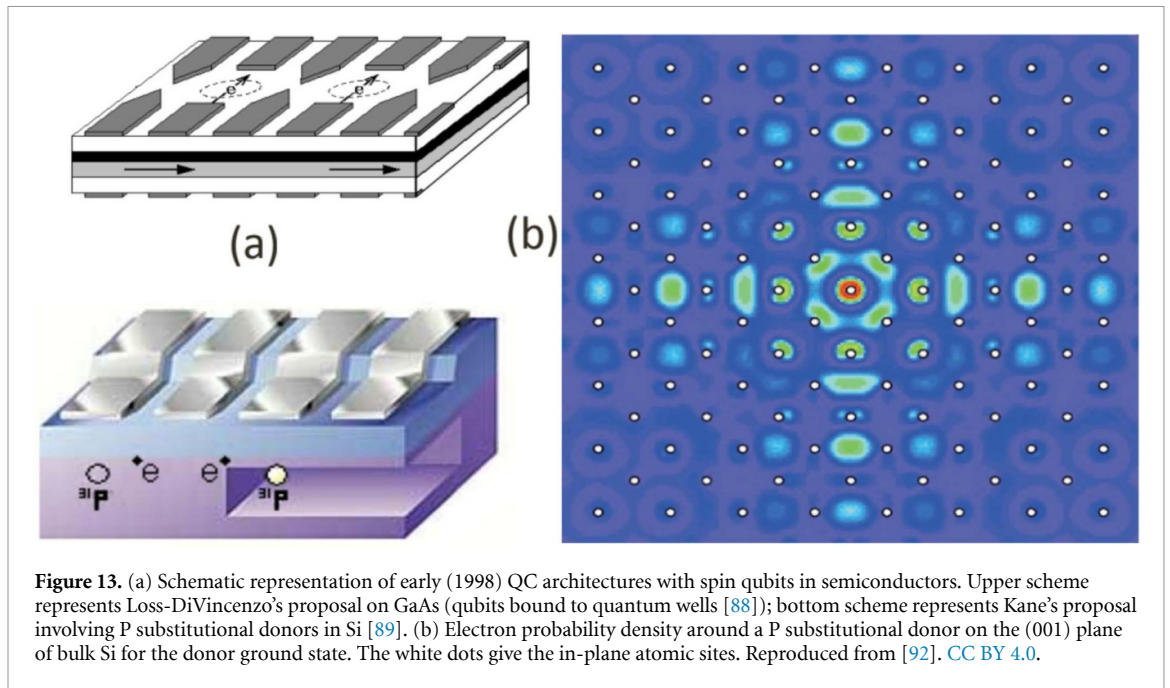 e
e
(a)
(b)
e
e
³¹P
³¹P
Figure 13. (a) Schematic representation of early (1998) QC architectures with spin qubits in semiconductors. Upper scheme
represents Loss-DiVincenzo's proposal on GaAs (qubits bound to quantum wells [88]); bottom scheme represents Kane's proposal
involving P substitutional donors in Si [89]. (b) Electron probability density around a P substitutional donor on the (001) plane
of bulk Si for the donor ground state. The white dots give the in-plane atomic sites. Reproduced from [92]. CC BY 4.0.